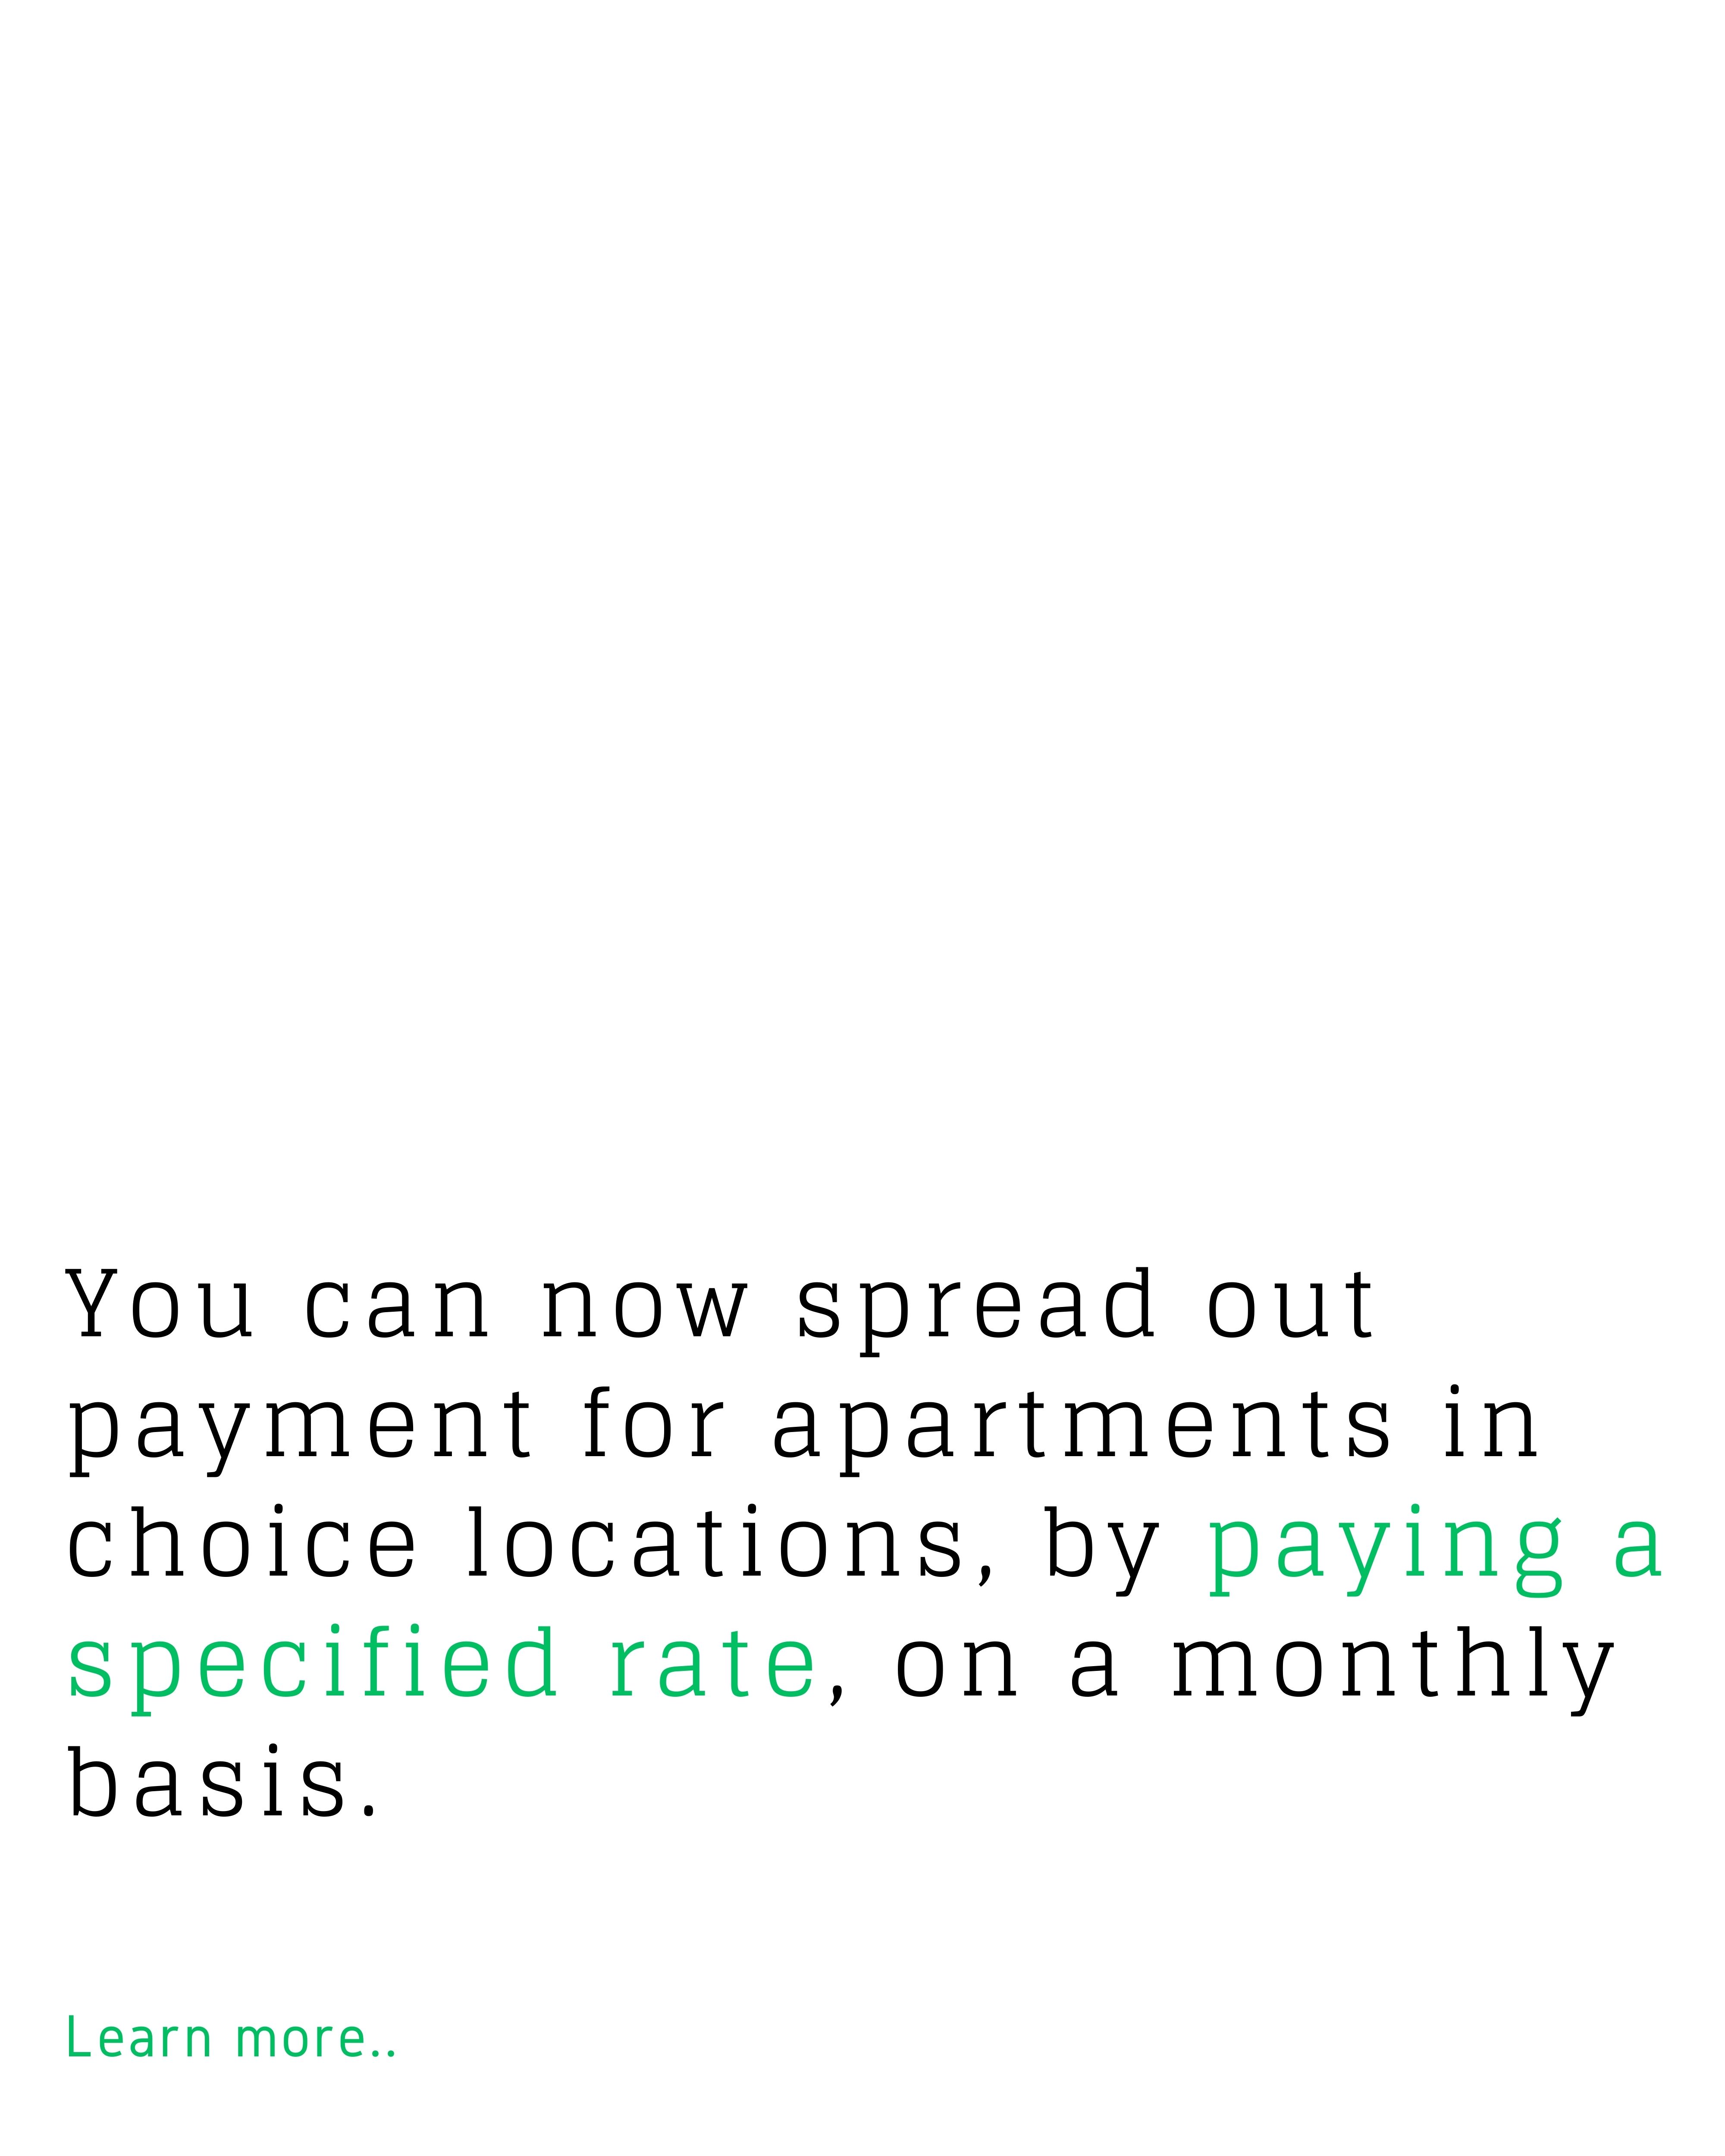 You can now spread out
payment for apartments in
choice locations, by paying a
specified rate, on a monthly
basis.
Learn more..